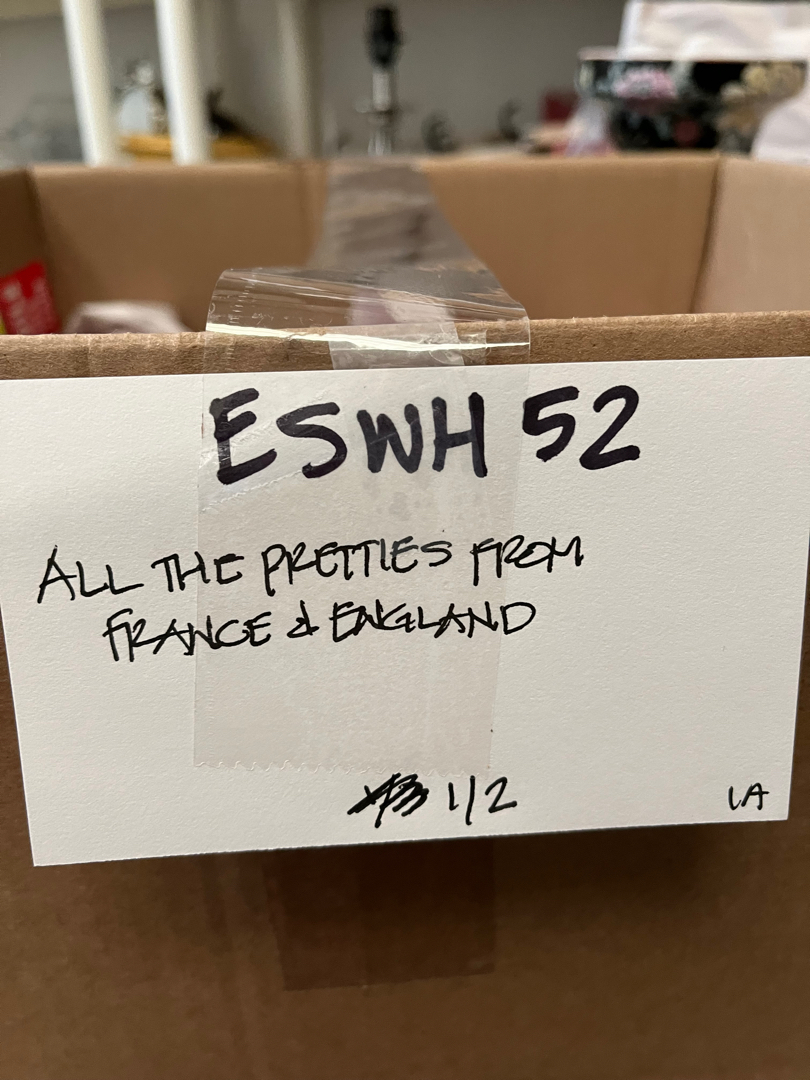 ESWH 52
ALL THE PRETTIES FROM
FRANCE & ENGLAND
1/2
LA